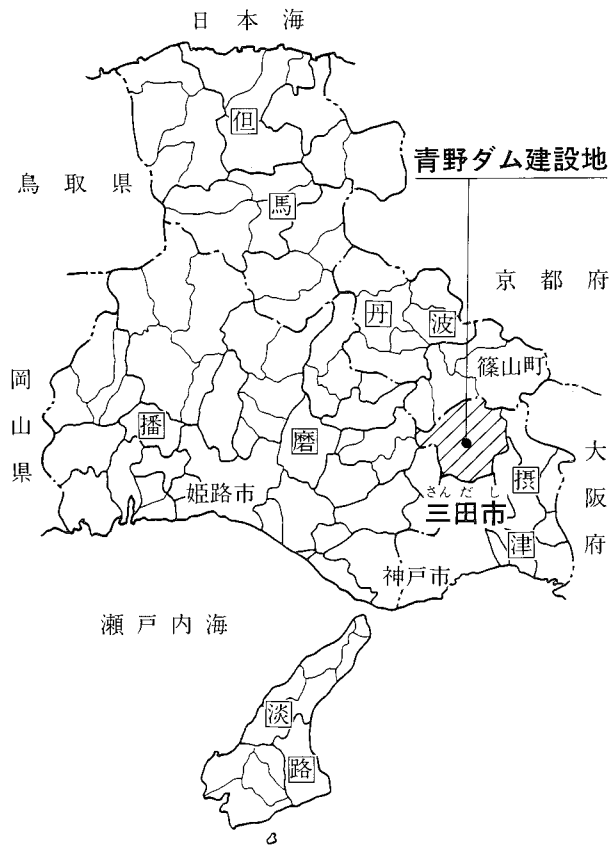 日本海
但
馬
鳥取県
青野ダム建設地
京都府
丹
波
篠山町
岡山県
播
磨
摂
津
大阪府
姫路市
さんだし
三田市
神戸市
瀬戸内海
淡
路